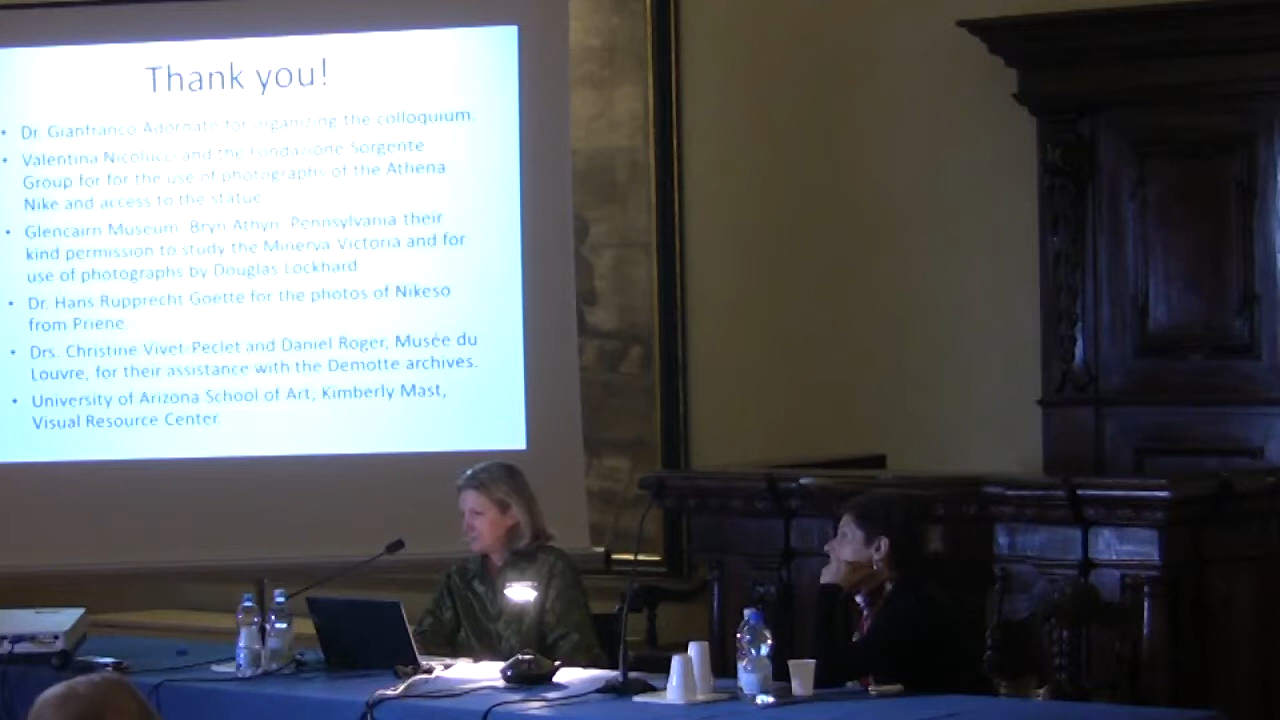 Thank you!
• Dr. Gianfranco Adornato for organizing the colloquium.
• Valentina Nicolucci and the Fondazione Sorgente
Group for for the use of photographs of the Athena
Nike and access to the statue
• Glencairn Museum, Bryn Athyn, Pennsylvania their
kind permission to study the Minerva Victoria and for
use of photographs by Douglas Lockhard
• Dr. Hans Rupprecht Goette for the photos of Nikeso
from Priene
• Drs. Christine Vivet-Peclet and Daniel Roger, Musée du
Louvre, for their assistance with the Demotte archives.
• University of Arizona School of Art, Kimberly Mast,
Visual Resource Center.